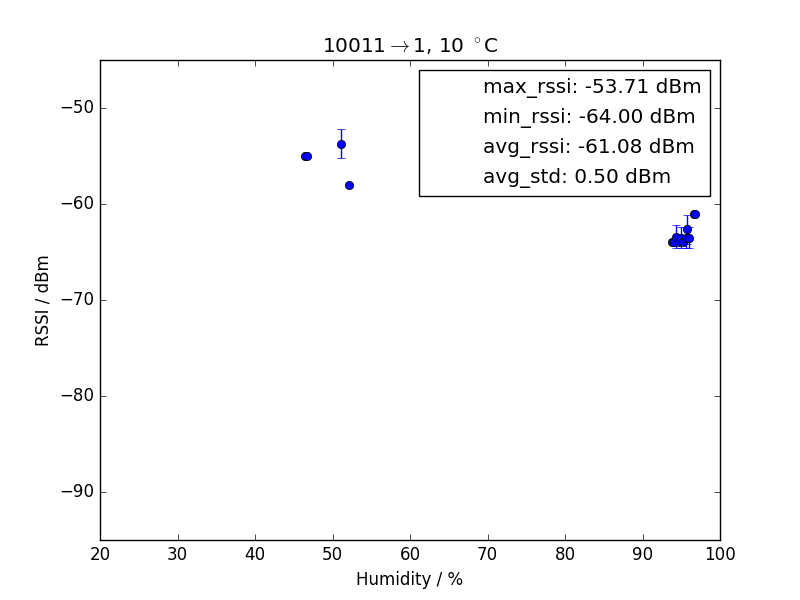 10011→1, 10 °C
max_rssi: -53.71 dBm
min_rssi: -64.00 dBm
avg_rssi: -61.08 dBm
avg_std: 0.50 dBm
RSSI / dBm
−50
−60
−70
−80
−90
20 30 40 50 60 70 80 90 100
Humidity / %